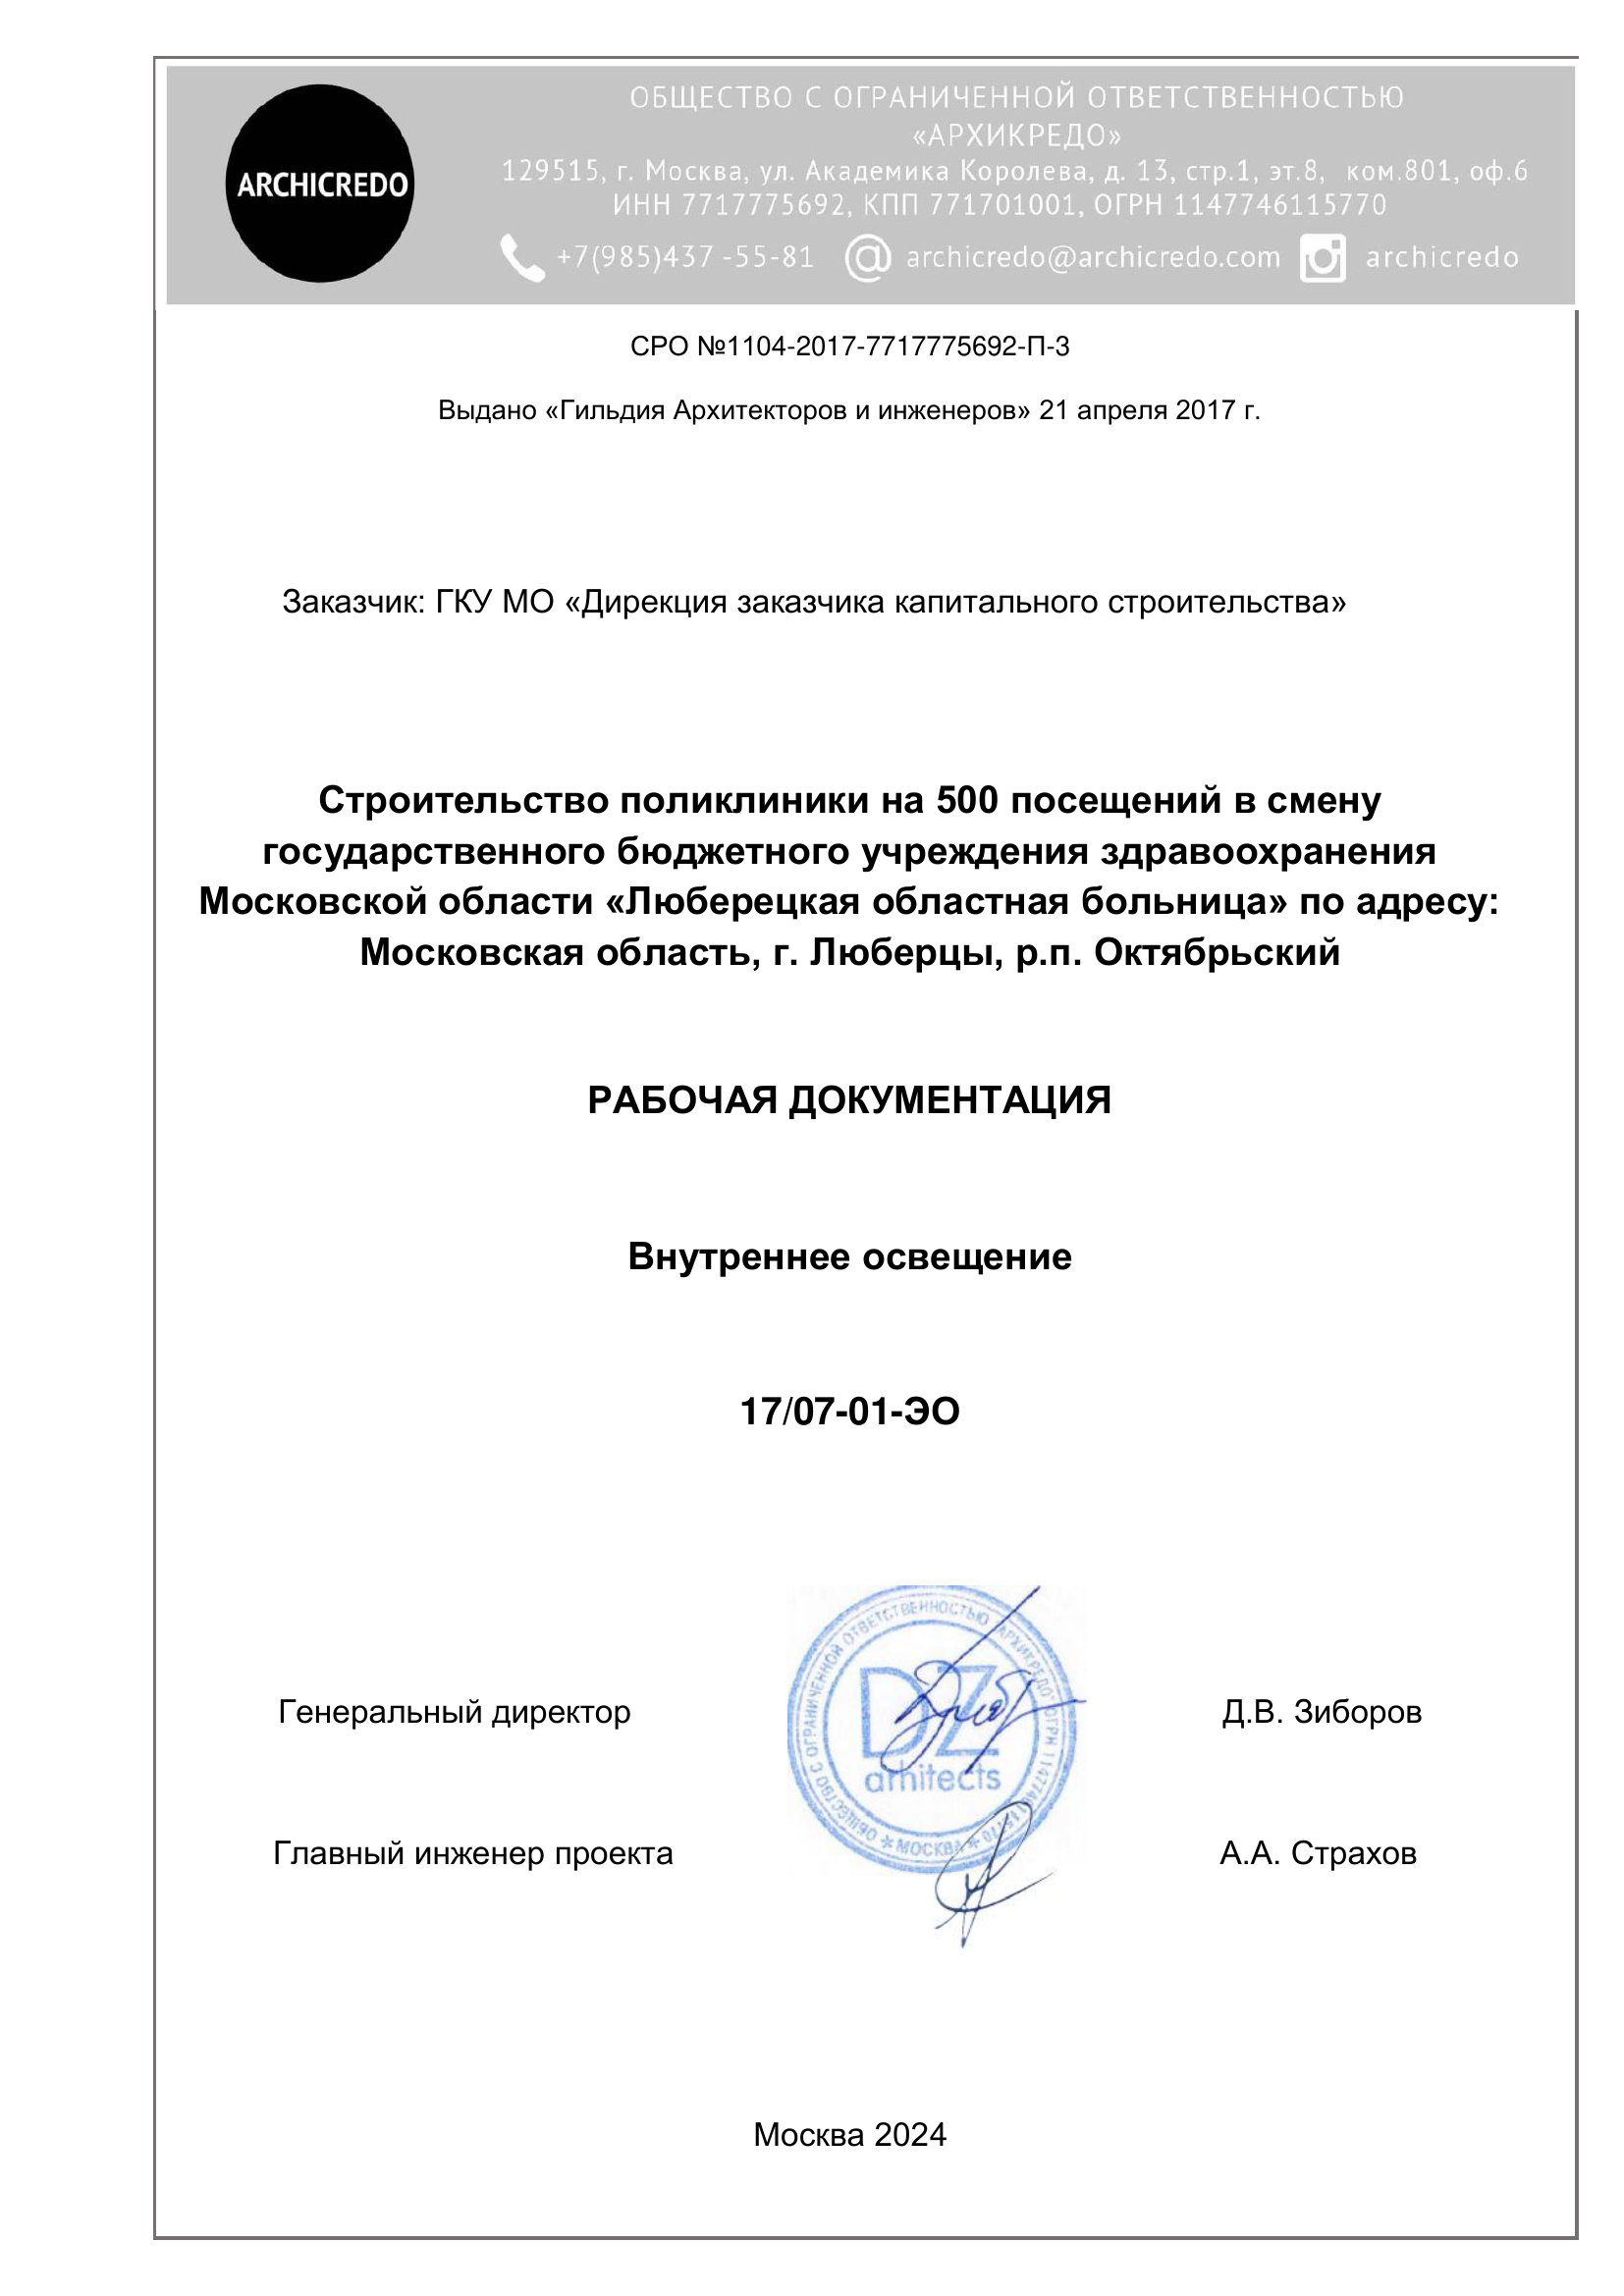 ARCHICREDO
ОБЩЕСТВО С ОГРАНИЧЕННОЙ ОТВЕТСТВЕННОСТЬЮ
«АРХИКРЕДО»
129515, г. Москва, ул. Академика Королева, д. 13, стр.1, эт.8, ком.801, оф.6
ИНН 7717775692, КПП 771701001, ОГРН 1147746115770
+7(985)437 -55-81 @ archicredo@archicredo.com archicredo
СРО №1104-2017-7717775692-П-3
Выдано «Гильдия Архитекторов и инженеров» 21 апреля 2017 г.
Заказчик: ГКУ МО «Дирекция заказчика капитального строительства»
Строительство поликлиники на 500 посещений в смену
государственного бюджетного учреждения здравоохранения
Московской области «Люберецкая областная больница» по адресу:
Московская область, г. Люберцы, р.п. Октябрьский
РАБОЧАЯ ДОКУМЕНТАЦИЯ
Внутреннее освещение
17/07-01-ЭО
ОБЩЕСТВО С ОГРАНИЧЕННОЙ ОТВЕТСТВЕННОСТЬЮ "АРХИКРЕДО" ОГРН 1147746115770
МОСКВА
DZ
arhitects
Генеральный директор
Д.В. Зиборов
Главный инженер проекта
А.А. Страхов
Москва 2024